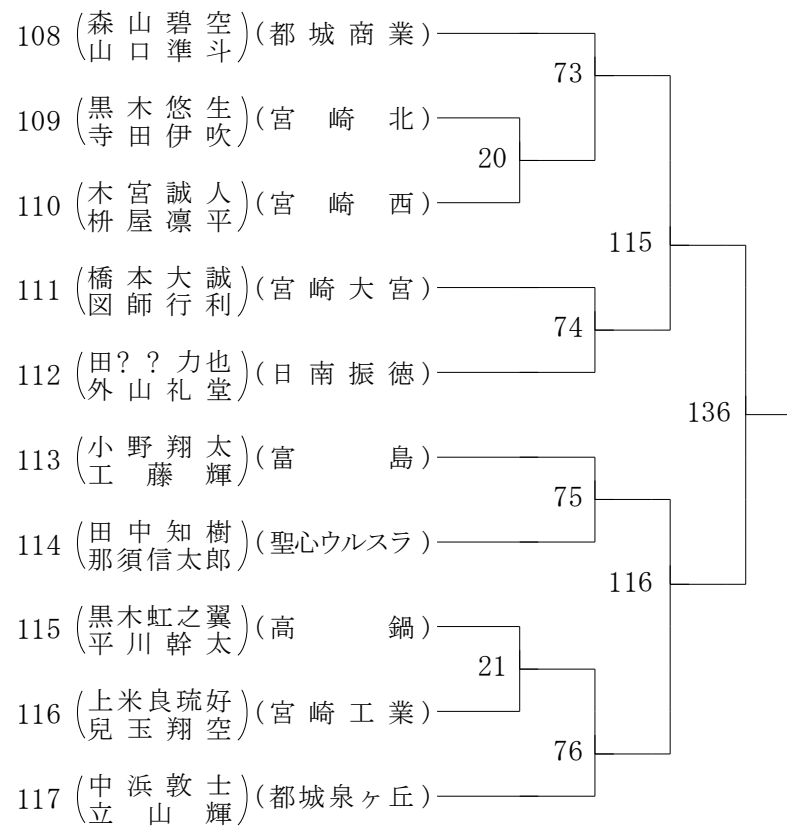 108 (森山碧空
山口準斗) (都城商業)
73
109 (黒木悠生
寺田伊吹) (宮崎北)
20
110 (木宮誠人
枡屋凛平) (宮崎西)
115
111 (橋本大誠
図師行利) (宮崎大宮)
74
112 (田??力也
外山礼堂) (日南振徳)
136
113 (小野翔太
工藤輝) (富島)
75
114 (田中知樹
那須信太郎) (聖心ウルスラ)
116
115 (黒木虹之翼
平川幹太) (高鍋)
21
116 (上米良琉好
兒玉翔空) (宮崎工業)
76
117 (中浜敦士
立山輝) (都城泉ヶ丘)